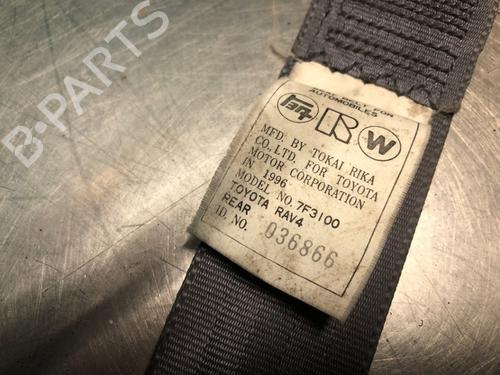 B-PARTS
AUTOMOBILES
R W
MFD. BY TOKAI RIKA
CO., LTD. FOR TOYOTA
MOTOR CORPORATION
IN 1996
MODEL NO. 7F3100
TOYOTA RAV4
REAR
ID. NO. 036866